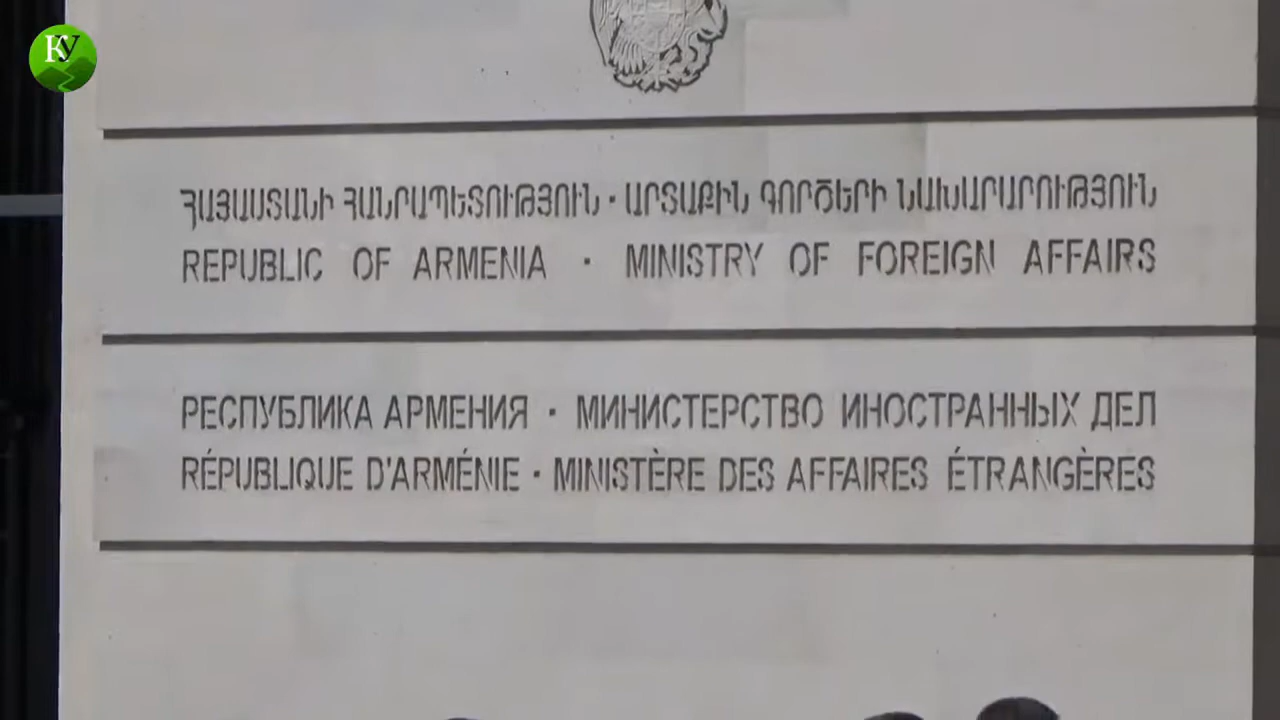 КУ
ՀԱՅԱՍՏԱՆԻ ՀԱՆՐԱՊԵՏՈՒԹՅՈՒՆ · ԱՐՏԱՔԻՆ ԳՈՐԾԵՐԻ ՆԱԽԱՐԱՐՈՒԹՅՈՒՆ
REPUBLIC OF ARMENIA · MINISTRY OF FOREIGN AFFAIRS
РЕСПУБЛИКА АРМЕНИЯ · МИНИСТЕРСТВО ИНОСТРАННЫХ ДЕЛ
RÉPUBLIQUE D'ARMÉNIE · MINISTÈRE DES AFFAIRES ÉTRANGÈRES